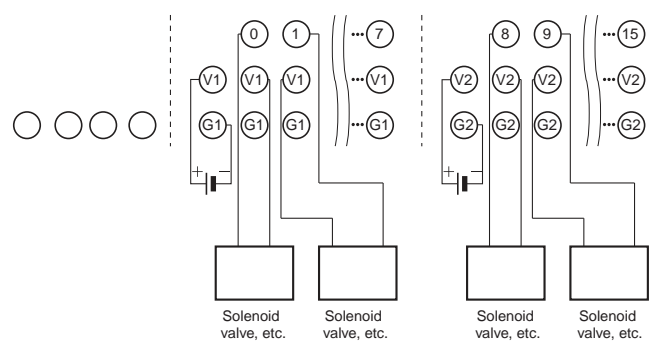 0 1 ···7 8 9 ···15
V1 V1 V1 ···V1 V2 V2 V2 ···V2
G1 G1 G1 ···G1 G2 G2 G2 ···G2
+ − + −
Solenoid Solenoid Solenoid Solenoid
valve, etc. valve, etc. valve, etc. valve, etc.